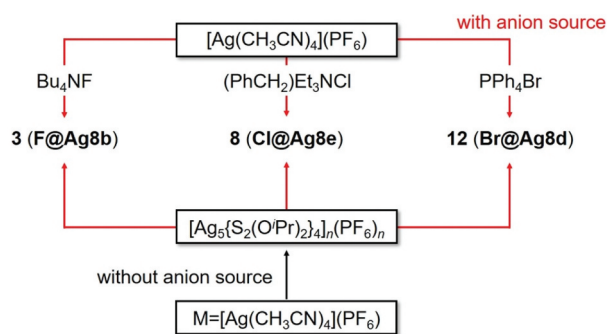 [Ag(CH₃CN)₄](PF₆)
with anion source
Bu₄NF
(PhCH₂)Et₃NCl
PPh₄Br
3 (F@Ag8b)
8 (Cl@Ag8e)
12 (Br@Ag8d)
[Ag₅{S₂(OⁱPr)₂}₄]ₙ(PF₆)ₙ
without anion source
M=[Ag(CH₃CN)₄](PF₆)